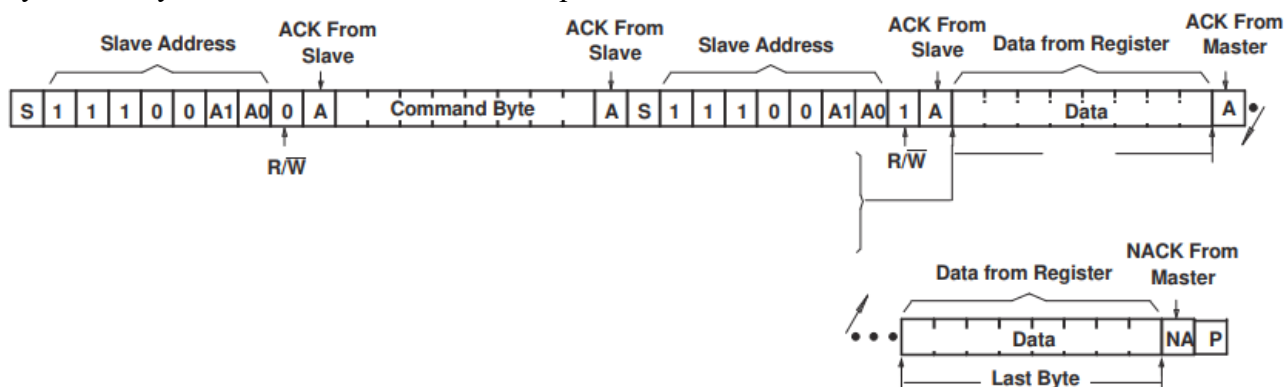 Slave Address
ACK From
Slave
ACK From
Slave
Slave Address
ACK From
Slave
Data from Register
ACK From
Master
S 1 1 1 0 0 A1 A0 0 A Command Byte A S 1 1 1 0 0 A1 A0 1 A Data A
R/W̅
R/W̅
Data from Register
NACK From
Master
Data NA P
Last Byte